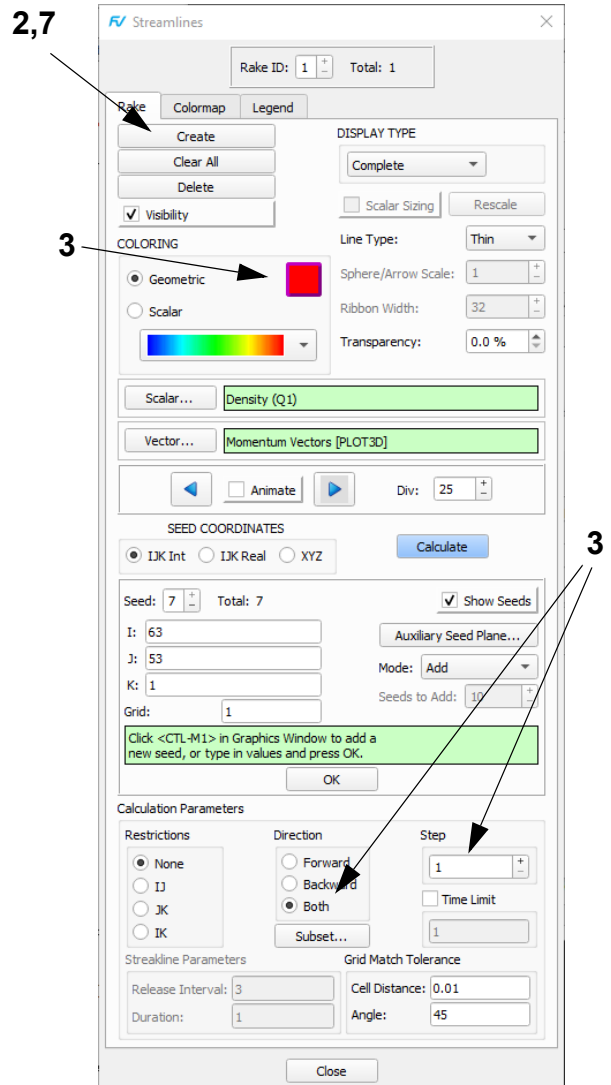 2,7
FV Streamlines
Rake ID: 1 Total: 1
Rake Colormap Legend
Create
Clear All
Delete
Visibility
DISPLAY TYPE
Complete
Scalar Sizing Rescale
3
COLORING
Geometric
Scalar
Line Type: Thin
Sphere/Arrow Scale: 1
Ribbon Width: 32
Transparency: 0.0 %
Scalar... Density (Q1)
Vector... Momentum Vectors [PLOT3D]
Animate Div: 25
SEED COORDINATES
IJK Int IJK Real XYZ
Calculate
3
Seed: 7 Total: 7
Show Seeds
I: 63
J: 53
K: 1
Grid: 1
Auxiliary Seed Plane...
Mode: Add
Seeds to Add: 10
Click <CTL-M1> in Graphics Window to add a
new seed, or type in values and press OK.
OK
Calculation Parameters
Restrictions
None
IJ
JK
IK
Direction
Forward
Backward
Both
Subset...
Step
1
Time Limit
1
Streakline Parameters
Release Interval: 3
Duration: 1
Grid Match Tolerance
Cell Distance: 0.01
Angle: 45
Close